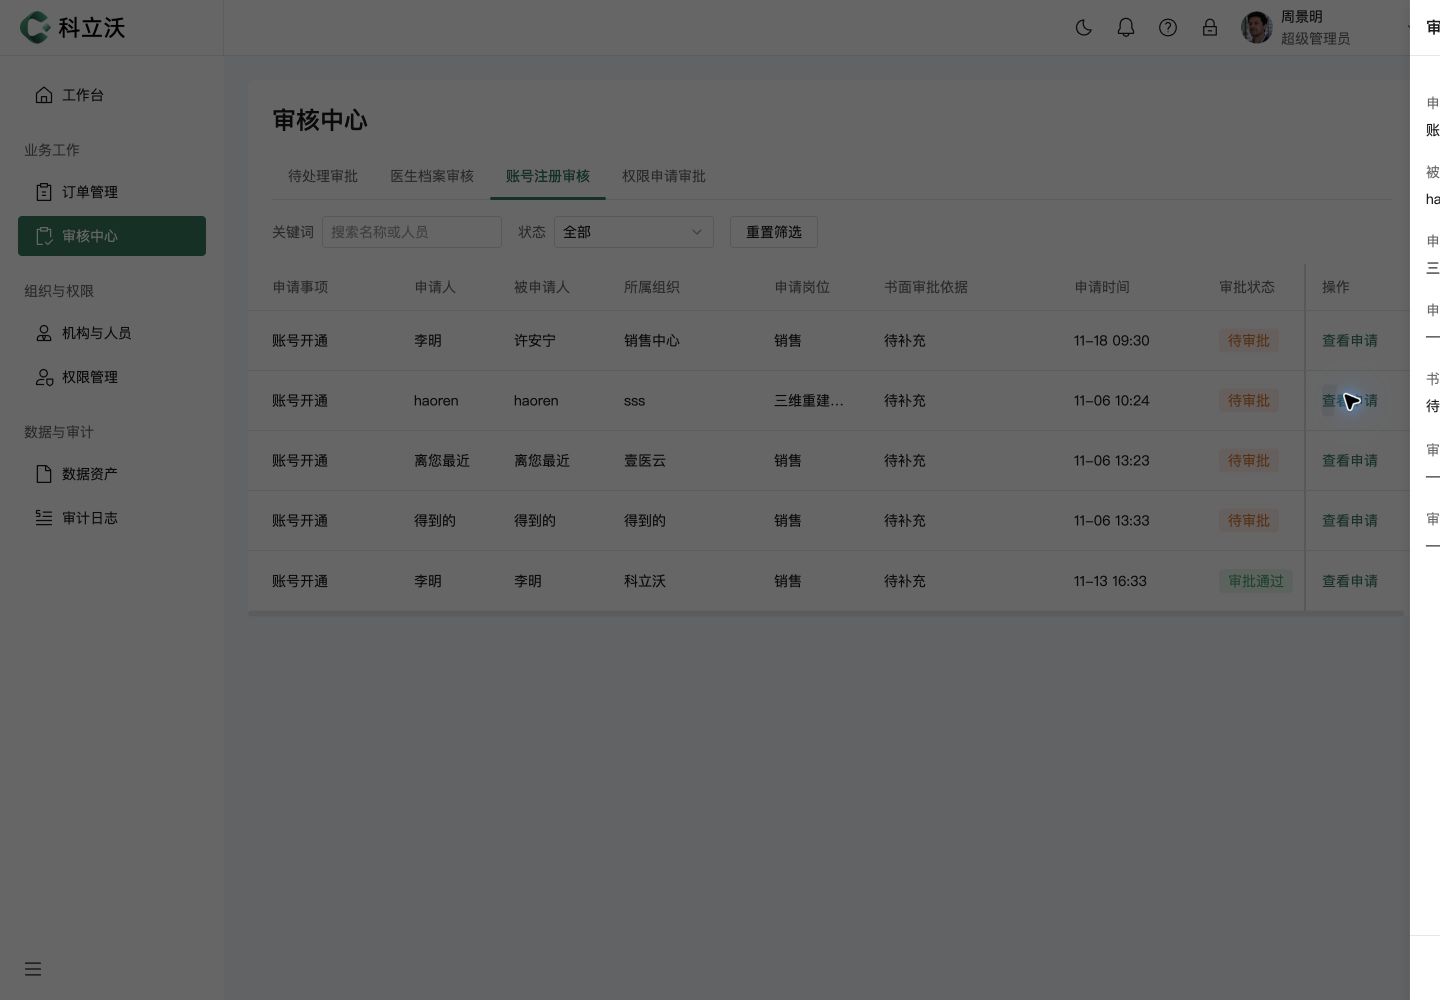 科立沃
周景明
超级管理员
工作台
业务工作
订单管理
审核中心
组织与权限
机构与人员
权限管理
数据与审计
数据资产
审计日志
审核中心
待处理审批 医生档案审核 账号注册审核 权限申请审批
关键词 搜索名称或人员 状态 全部 重置筛选
申请事项 申请人 被申请人 所属组织 申请岗位 书面审批依据 申请时间 审批状态 操作
账号开通 李明 许安宁 销售中心 销售 待补充 11-18 09:30 待审批 查看申请
账号开通 haoren haoren sss 三维重建... 待补充 11-06 10:24 待审批 查 请
账号开通 离您最近 离您最近 壹医云 销售 待补充 11-06 13:23 待审批 查看申请
账号开通 得到的 得到的 得到的 销售 待补充 11-06 13:33 待审批 查看申请
账号开通 李明 李明 科立沃 销售 待补充 11-13 16:33 审批通过 查看申请
审
申
账
被
ha
申
三
申
—
书
待
审
—
审
—